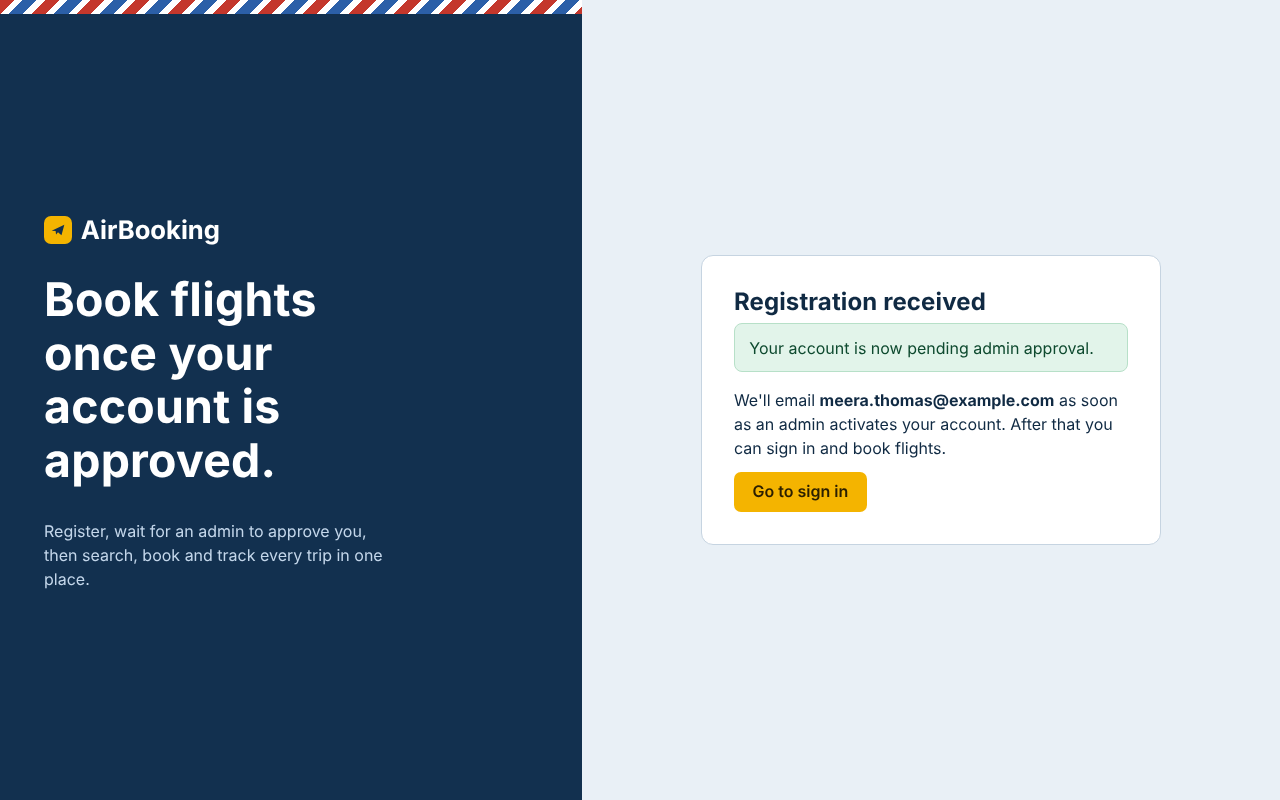 AirBooking
Book flights
once your
account is
approved.
Register, wait for an admin to approve you,
then search, book and track every trip in one
place.
Registration received
Your account is now pending admin approval.
We'll email meera.thomas@example.com as soon
as an admin activates your account. After that you
can sign in and book flights.
Go to sign in